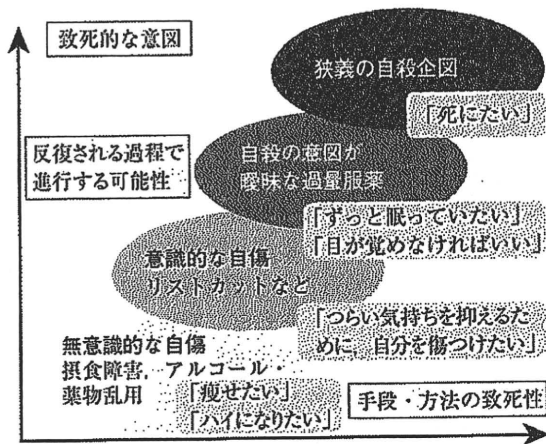 致死的な意図
狭義の自殺企図
「死にたい」
反復される過程で
進行する可能性
自殺の意図が
曖昧な過量服薬
「ずっと眠っていたい」
「目が覚めなければいい」
意識的な自傷
リストカットなど
「つらい気持ちを抑えるた
めに，自分を傷つけたい」
無意識的な自傷
摂食障害，アルコール・
薬物乱用
「痩せたい」
「ハイになりたい」
手段・方法の致死性